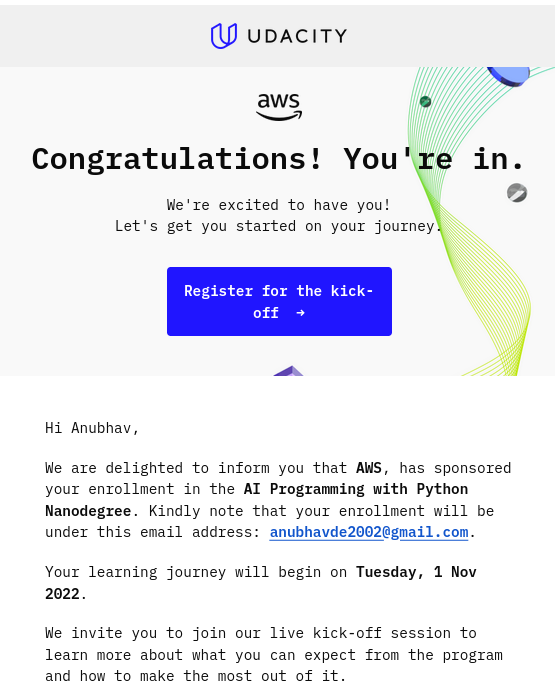 UDACITY
aws
Congratulations! You're in.
We're excited to have you!
Let's get you started on your journey.
Register for the kick-
off →
Hi Anubhav,
We are delighted to inform you that AWS, has sponsored
your enrollment in the AI Programming with Python
Nanodegree. Kindly note that your enrollment will be
under this email address: anubhavde2002@gmail.com.
Your learning journey will begin on Tuesday, 1 Nov
2022.
We invite you to join our live kick-off session to
learn more about what you can expect from the program
and how to make the most out of it.